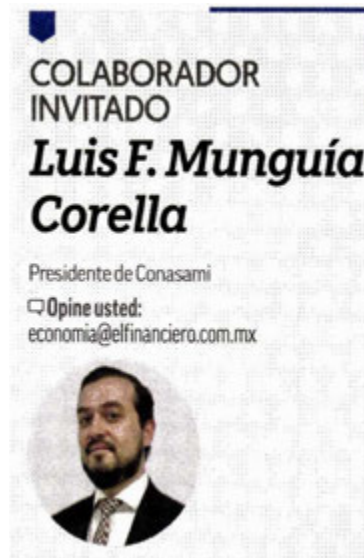 COLABORADOR
INVITADO
Luis F. Munguía
Corella
Presidente de Conasami
Opine usted:
economia@elfinanciero.com.mx